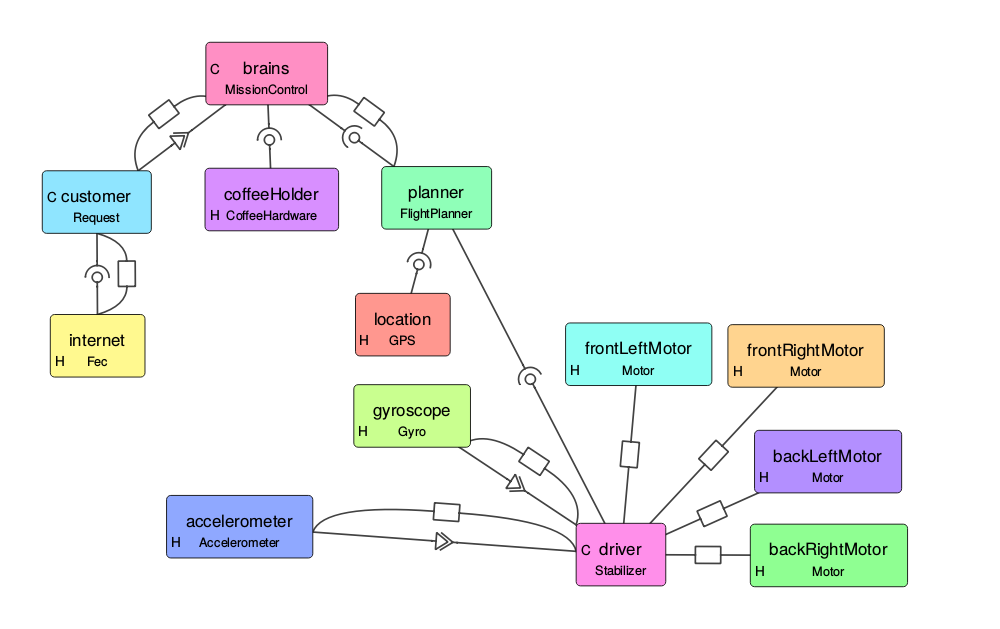 C brains
MissionControl
C customer
Request
coffeeHolder
H CoffeeHardware
planner
FlightPlanner
internet
H Fec
location
H GPS
frontLeftMotor
H Motor
frontRightMotor
H Motor
gyroscope
H Gyro
backLeftMotor
H Motor
accelerometer
H Accelerometer
C driver
Stabilizer
backRightMotor
H Motor